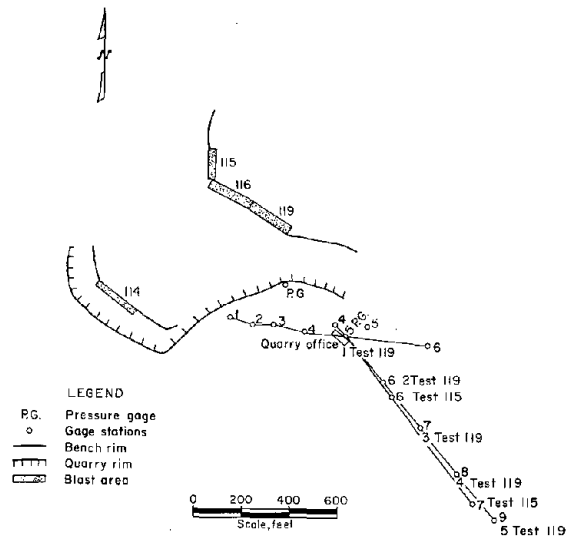 N
115
116
119
114
P.G.
1
2
3
4
4
P.G.
5
5
6
Quarry office
1 Test 119
6 2 Test 119
6 Test 115
7
3 Test 119
8
4 Test 119
7 Test 115
9
5 Test 119
LEGEND
P.G. Pressure gage
Gage stations
Bench rim
Quarry rim
Blast area
0 200 400 600
Scale, feet